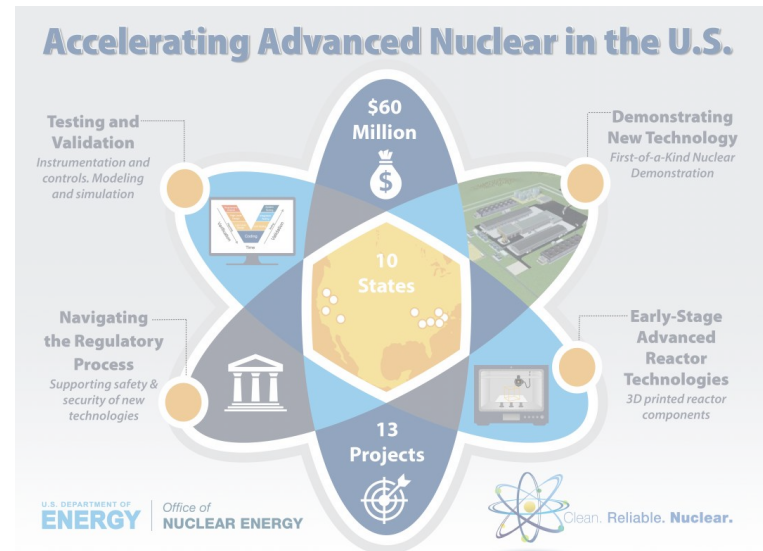 Accelerating Advanced Nuclear in the U.S.
$60
Million
$
Testing and
Validation
Instrumentation and
controls. Modeling
and simulation
Demonstrating
New Technology
First-of-a-Kind Nuclear
Demonstration
10
States
Navigating
the Regulatory
Process
Supporting safety &
security of new
technologies
Early-Stage
Advanced
Reactor
Technologies
3D printed reactor
components
13
Projects
U.S. DEPARTMENT OF
ENERGY
Office of
NUCLEAR ENERGY
Clean. Reliable. Nuclear.